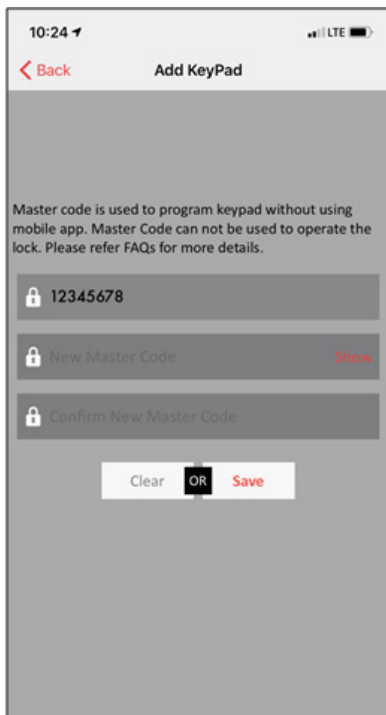 10:24
LTE
Back
Add KeyPad
Master code is used to program keypad without using
mobile app. Master Code can not be used to operate the
lock. Please refer FAQs for more details.
12345678
New Master Code
Show
Confirm New Master Code
Clear OR Save